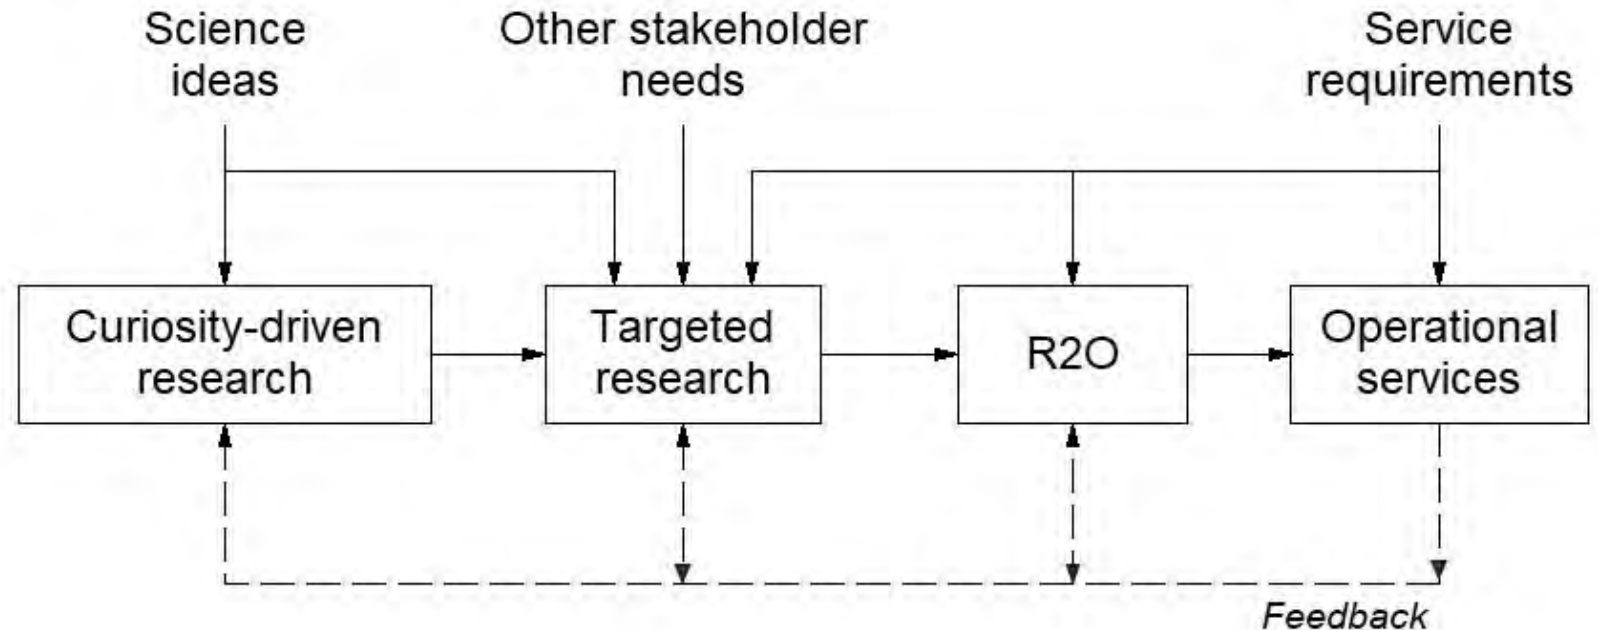 Science
ideas
Other stakeholder
needs
Service
requirements
Curiosity-driven
research
Targeted
research
R2O
Operational
services
Feedback